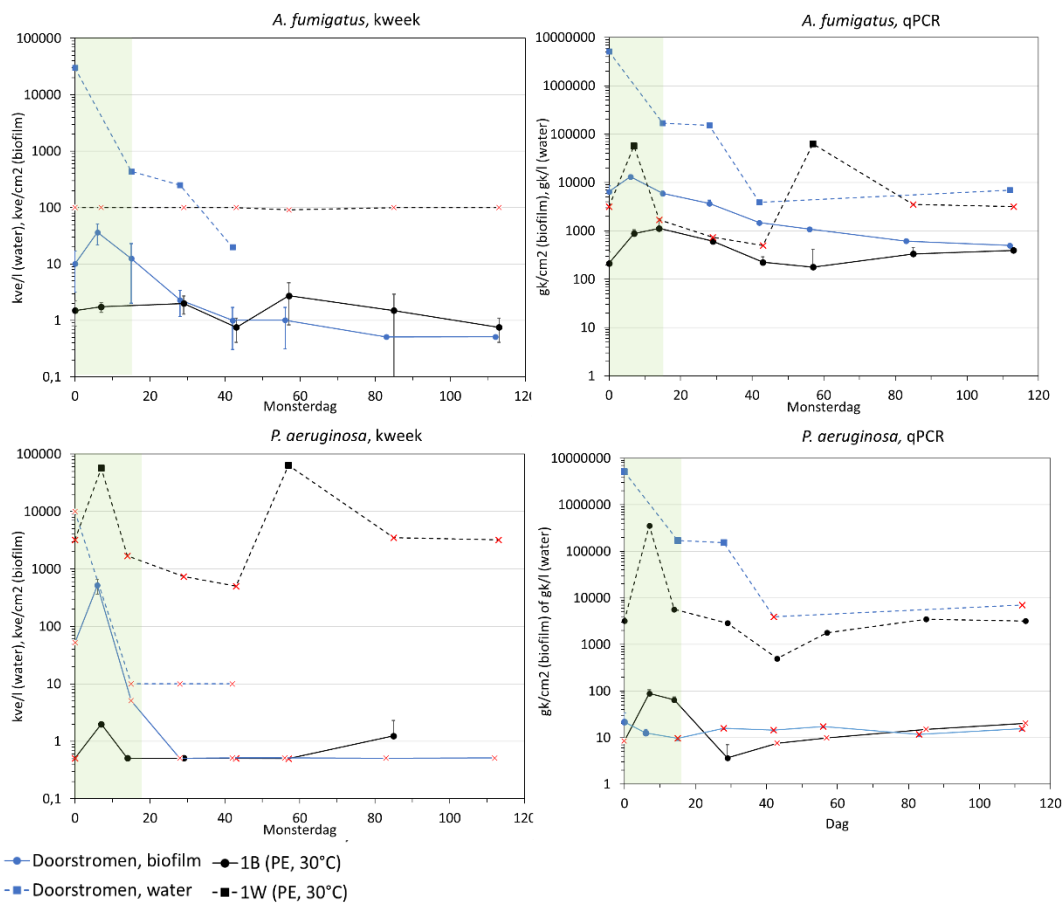 A. fumigatus, kweek
kve/l (water), kve/cm2 (biofilm)
100000
10000
1000
100
10
1
0,1
0 20 40 60 80 100 120
Monsterdag
A. fumigatus, qPCR
gk/cm2 (biofilm), gk/l (water)
10000000
1000000
100000
10000
1000
100
10
1
0 20 40 60 80 100 120
Monsterdag
P. aeruginosa, kweek
kve/l (water), kve/cm2 (biofilm)
100000
10000
1000
100
10
1
0,1
0 20 40 60 80 100 120
Monsterdag
P. aeruginosa, qPCR
gk/cm2 (biofilm) of gk/l (water)
10000000
1000000
100000
10000
1000
100
10
1
0 20 40 60 80 100 120
Dag
Doorstromen, biofilm
1B (PE, 30°C)
Doorstromen, water
1W (PE, 30°C)